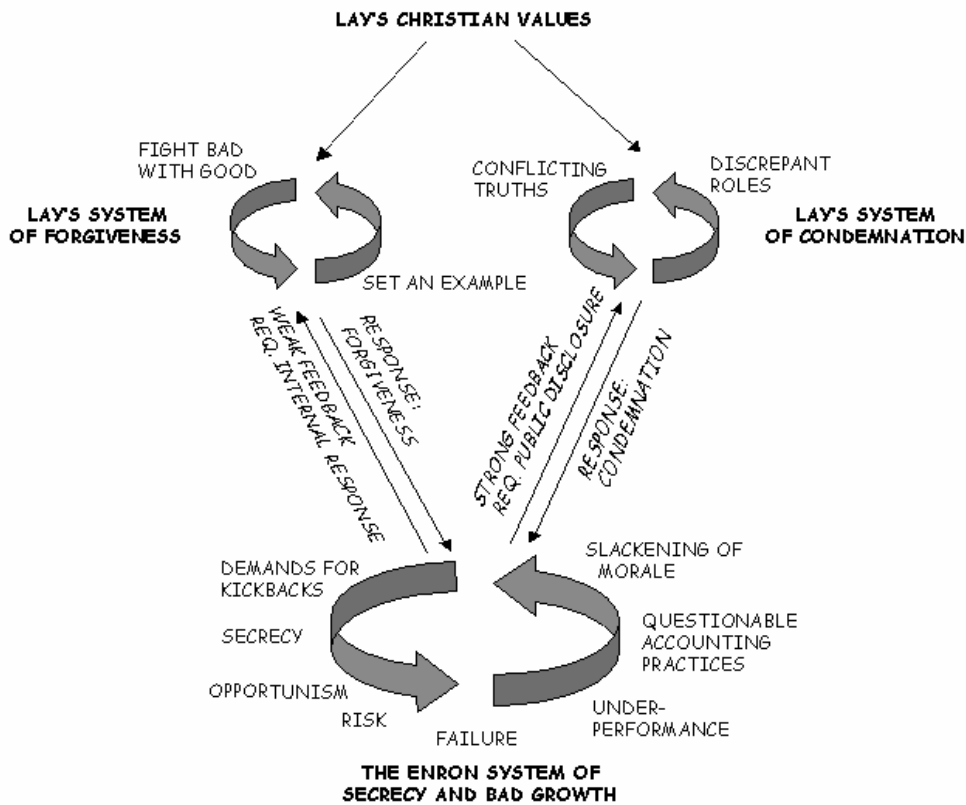 LAY'S CHRISTIAN VALUES
FIGHT BAD
WITH GOOD
LAY'S SYSTEM
OF FORGIVENESS
SET AN EXAMPLE
CONFLICTING
TRUTHS
DISCREPANT
ROLES
LAY'S SYSTEM
OF CONDEMNATION
WEAK FEEDBACK
REQ. INTERNAL RESPONSE
RESPONSE:
FORGIVENESS
STRONG FEEDBACK
REQ. PUBLIC DISCLOSURE
RESPONSE:
CONDEMNATION
DEMANDS FOR
KICKBACKS
SECRECY
OPPORTUNISM
RISK
FAILURE
UNDER-
PERFORMANCE
QUESTIONABLE
ACCOUNTING
PRACTICES
SLACKENING OF
MORALE
THE ENRON SYSTEM OF
SECRECY AND BAD GROWTH